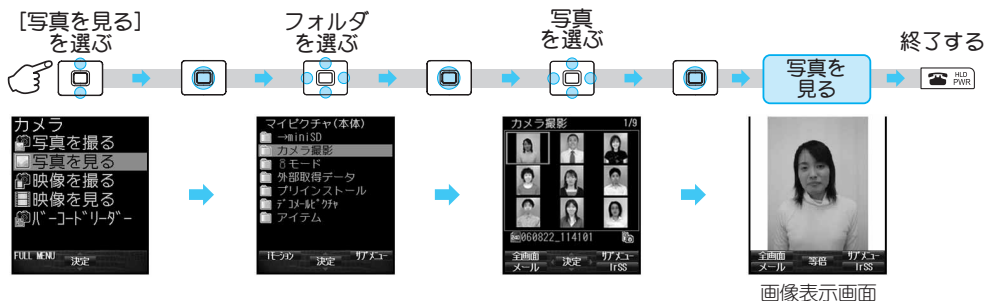 [写真を見る]
を選ぶ
フォルダ
を選ぶ
写真
を選ぶ
写真を
見る
終了する
HLD
PWR
カメラ
写真を撮る
写真を見る
映像を撮る
映像を見る
バーコードリーダー
FULL MENU 決定
マイピクチャ(本体)
→miniSD
カメラ撮影
iモード
外部取得データ
プリインストール
デコメールピクチャ
アイテム
iモーション 決定 サブメニュー
カメラ撮影 1/9
060822_114101
全画面 決定 サブメニュー
メール IrSS
全画面 等倍 サブメニュー
メール IrSS
画像表示画面